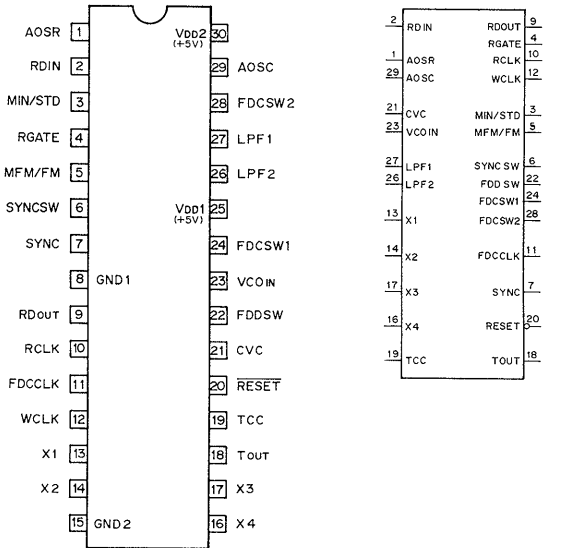 AOSR 1
VDD2 30
(+5V)
RDIN 2
29 AOSC
MIN/STD 3
28 FDCSW2
RGATE 4
27 LPF1
MFM/FM 5
26 LPF2
SYNCSW 6
VDD1 25
(+5V)
SYNC 7
24 FDCSW1
8 GND1
23 VCOIN
RDOUT 9
22 FDDSW
RCLK 10
21 CVC
FDCCLK 11
20 RESET
WCLK 12
19 TCC
X1 13
18 TOUT
X2 14
17 X3
15 GND2
16 X4
2 RDIN
RDOUT 9
RGATE 4
1 AOSR
RCLK 10
29 AOSC
WCLK 12
21 CVC
MIN/STD 3
23 VCOIN
MFM/FM 5
27 LPF1
SYNC SW 6
26 LPF2
FDD SW 22
FDCSW1 24
13 X1
FDCSW2 28
14 X2
FDCCLK 11
17 X3
SYNC 7
16 X4
RESET 20
19 TCC
TOUT 18